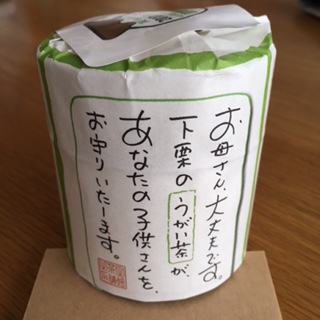 お母さん、大丈夫です。
下栗のうがい茶が、
あなたの子供さんを、
お守りいたーます。